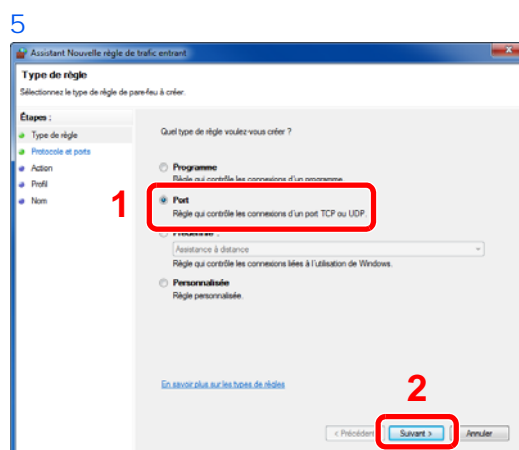 5
Assistant Nouvelle règle de trafic entrant
Type de règle
Sélectionnez le type de règle de pare-feu à créer.
Étapes :
Type de règle
Protocole et ports
Action
Profil
Nom
Quel type de règle voulez-vous créer ?
Programme
Règle qui contrôle les connexions d'un programme.
1
Port
Règle qui contrôle les connexions d'un port TCP ou UDP.
Prédéfinie :
Assistance à distance
Règle qui contrôle les connexions liées à l'utilisation de Windows.
Personnalisée
Règle personnalisée.
En savoir plus sur les types de règles
2
< Précédent
Suivant >
Annuler